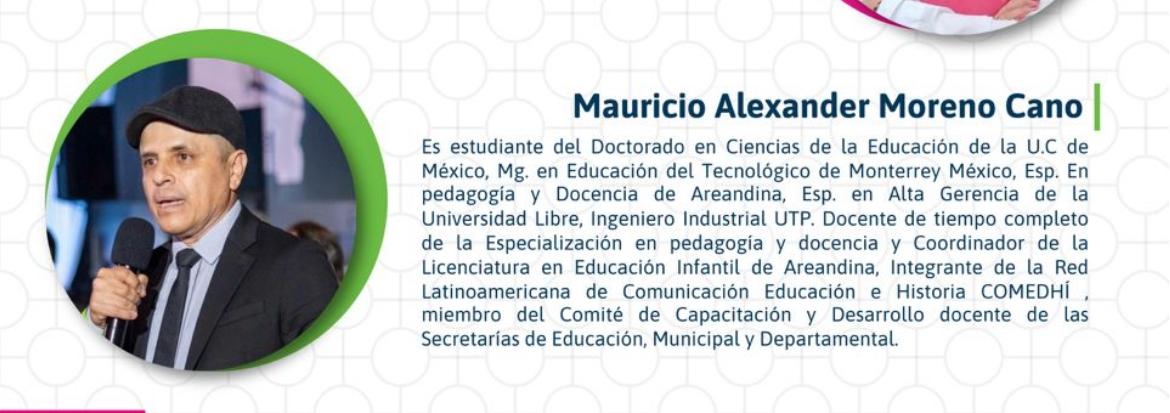 Mauricio Alexander Moreno Cano
Es estudiante del Doctorado en Ciencias de la Educación de la U.C de
México, Mg. en Educación del Tecnológico de Monterrey México, Esp. En
pedagogía y Docencia de Areandina, Esp. en Alta Gerencia de la
Universidad Libre, Ingeniero Industrial UTP. Docente de tiempo completo
de la Especialización en pedagogía y docencia y Coordinador de la
Licenciatura en Educación Infantil de Areandina, Integrante de la Red
Latinoamericana de Comunicación Educación e Historia COMEDHÍ ,
miembro del Comité de Capacitación y Desarrollo docente de las
Secretarías de Educación, Municipal y Departamental.